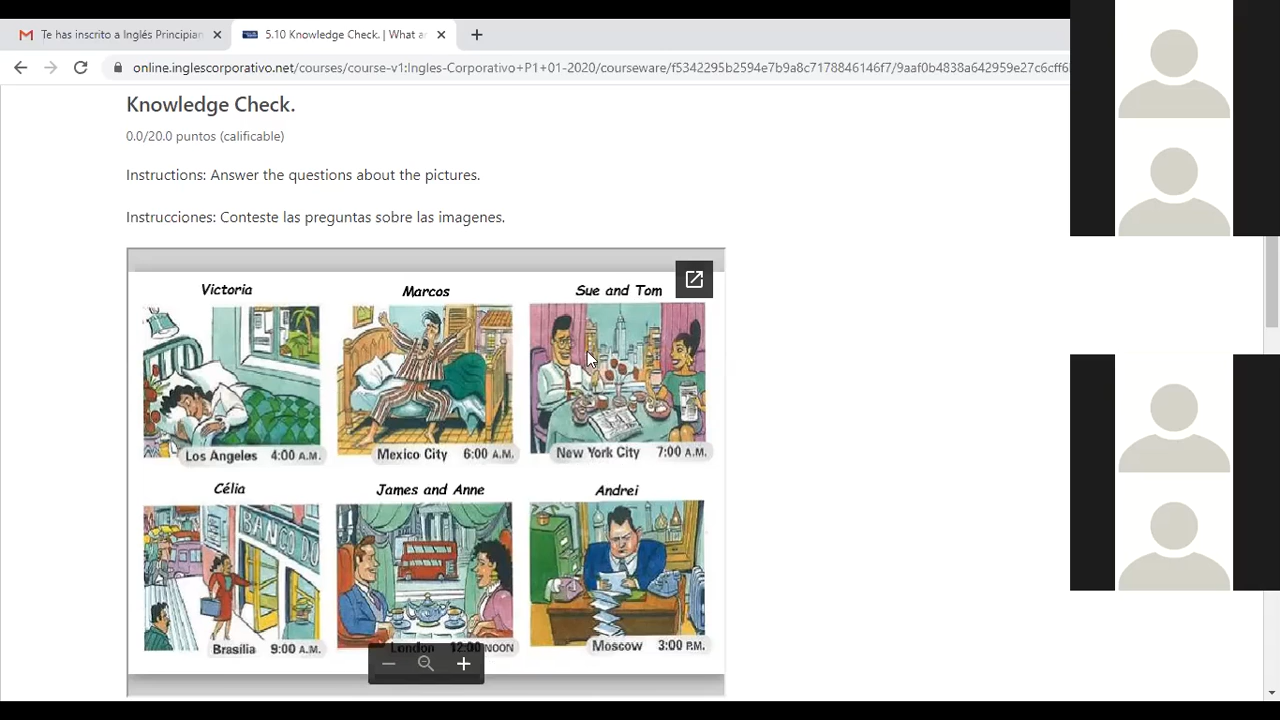 Te has inscrito a Inglés Principian
5.10 Knowledge Check. | What a
online.inglescorporativo.net/courses/course-v1:Ingles-Corporativo+P1+01-2020/courseware/f5342295b2594e7b9a8c7178846146f7/9aaf0b4838a642959e27c6cff6
Knowledge Check.
0.0/20.0 puntos (calificable)
Instructions: Answer the questions about the pictures.
Instrucciones: Conteste las preguntas sobre las imagenes.
Victoria
Marcos
Sue and Tom
Los Angeles 4:00 A.M.
Mexico City 6:00 A.M.
New York City 7:00 A.M.
Célia
James and Anne
Andrei
BANCO DO
Brasília 9:00 A.M.
London 12:00 NOON
Moscow 3:00 P.M.